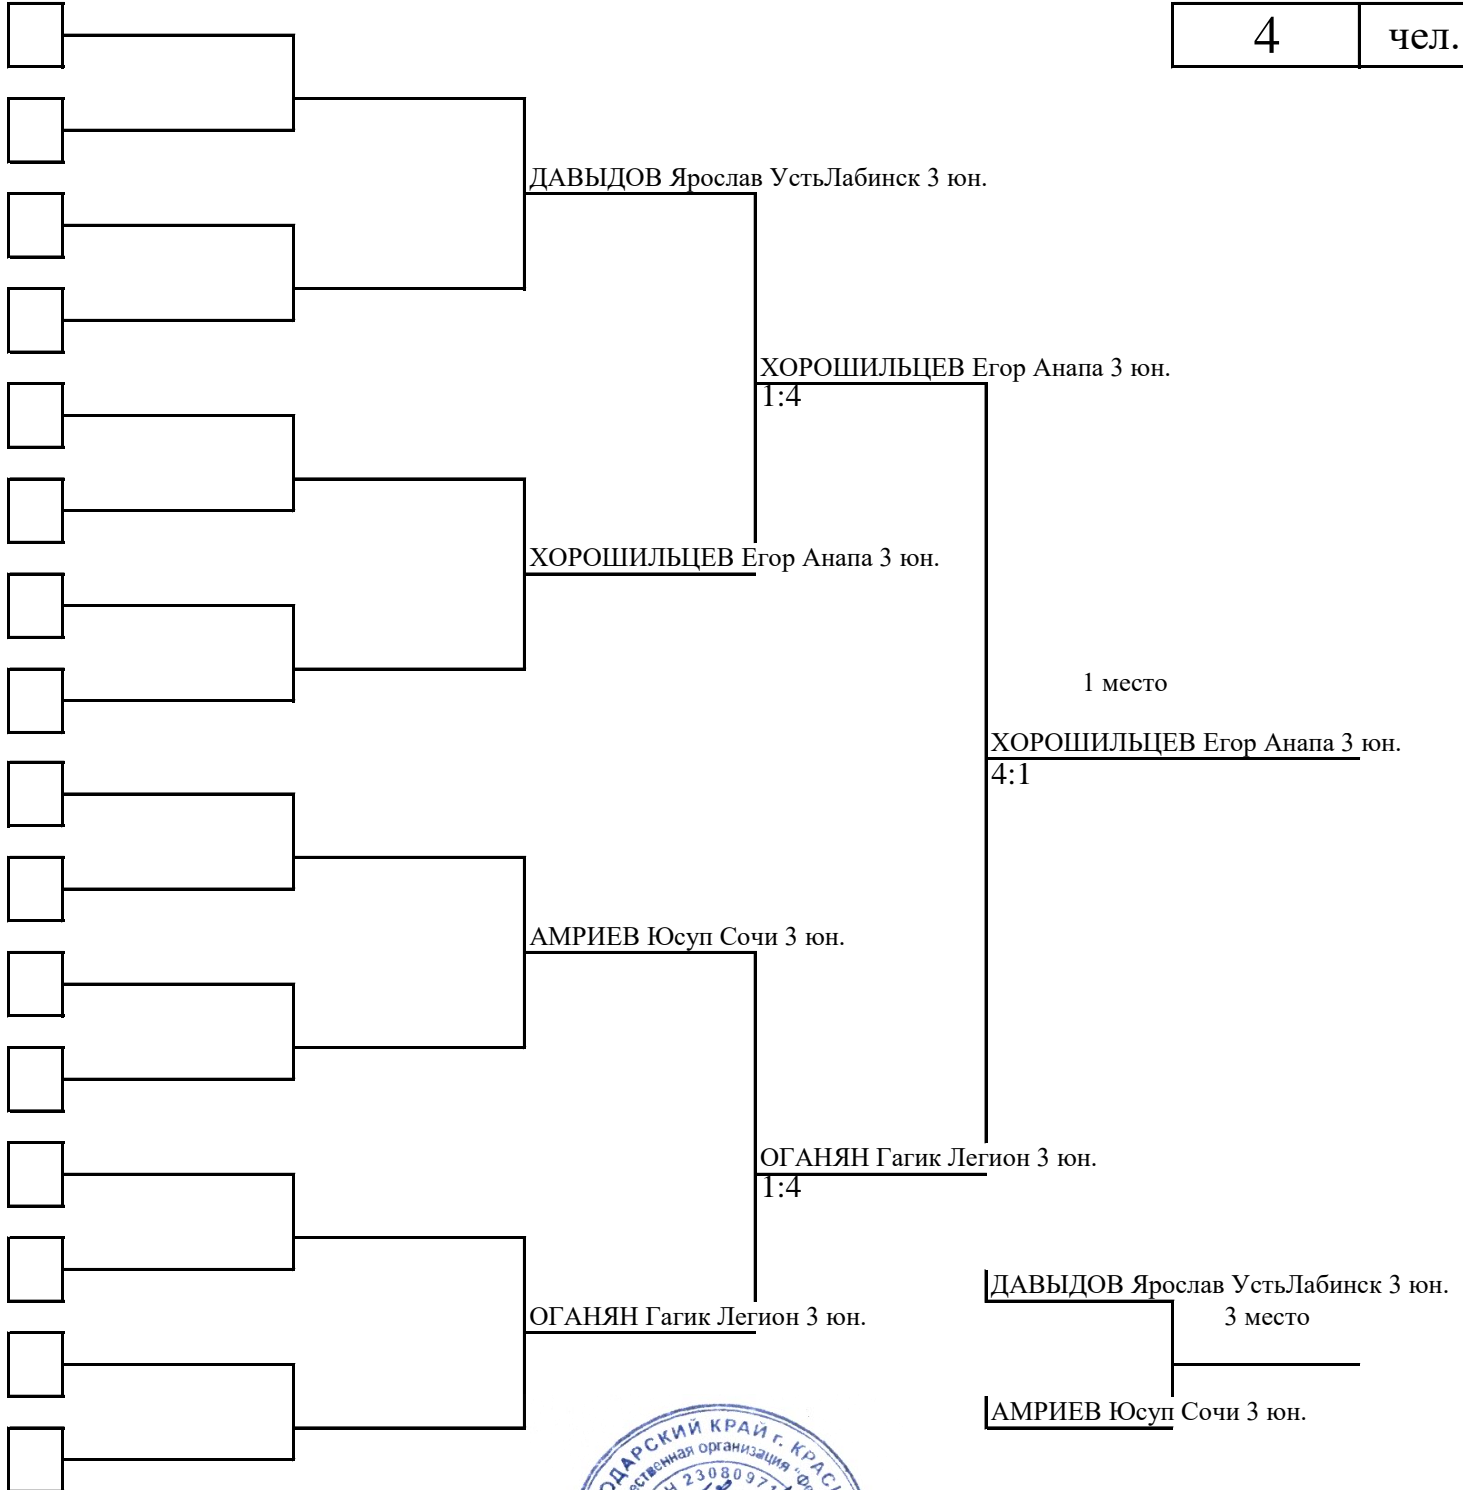 4 чел.
ДАВЫДОВ Ярослав УстьЛабинск 3 юн.
ХОРОШИЛЬЦЕВ Егор Анапа 3 юн.
1:4
ХОРОШИЛЬЦЕВ Егор Анапа 3 юн.
1 место
ХОРОШИЛЬЦЕВ Егор Анапа 3 юн.
4:1
АМРИЕВ Юсуп Сочи 3 юн.
ОГАНЯН Гагик Легион 3 юн.
1:4
ДАВЫДОВ Ярослав УстьЛабинск 3 юн.
ОГАНЯН Гагик Легион 3 юн.
3 место
АМРИЕВ Юсуп Сочи 3 юн.
КРАЙ г.
организация